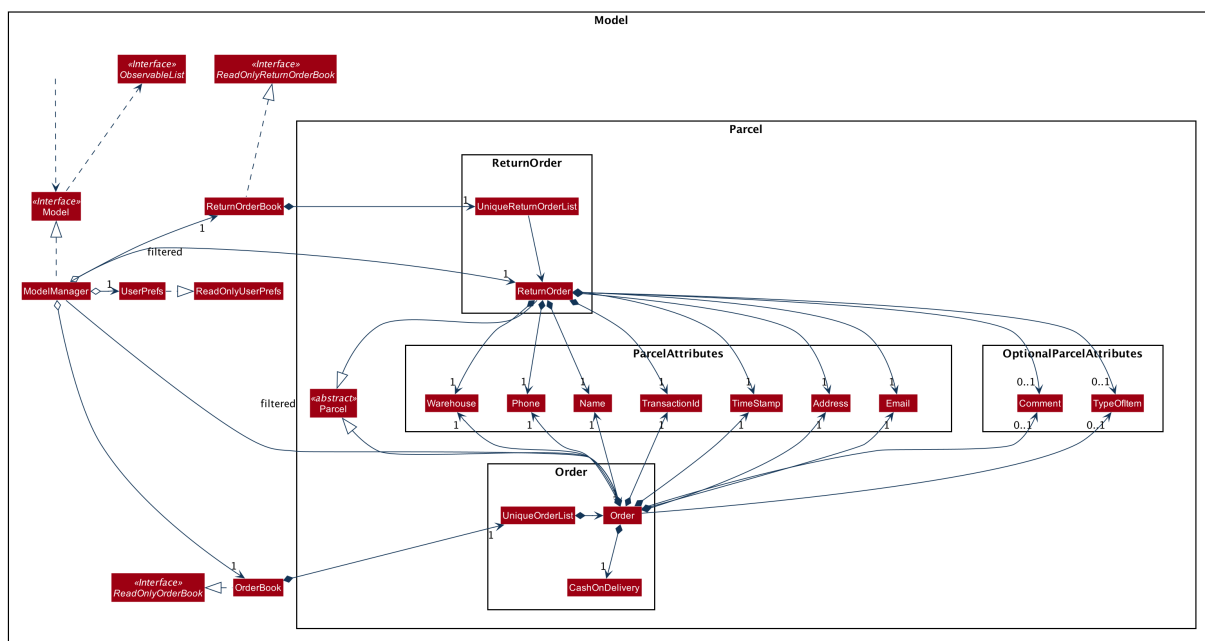 Model
«Interface»
ObservableList
«Interface»
ReadOnlyReturnOrderBook
Parcel
ReturnOrder
«Interface»
Model
ReturnOrderBook
1
UniqueReturnOrderList
1
filtered
1
ModelManager
1
UserPrefs
ReadOnlyUserPrefs
ReturnOrder
ParcelAttributes
OptionalParcelAttributes
1
1
1
1
1
1
1
0..1
0..1
«abstract»
Parcel
filtered
Warehouse
Phone
Name
TransactionId
TimeStamp
Address
Email
Comment
TypeOfItem
1
1
1
1
1
1
1
0..1
0..1
Order
1
UniqueOrderList
Order
1
1
1
«Interface»
ReadOnlyOrderBook
OrderBook
CashOnDelivery